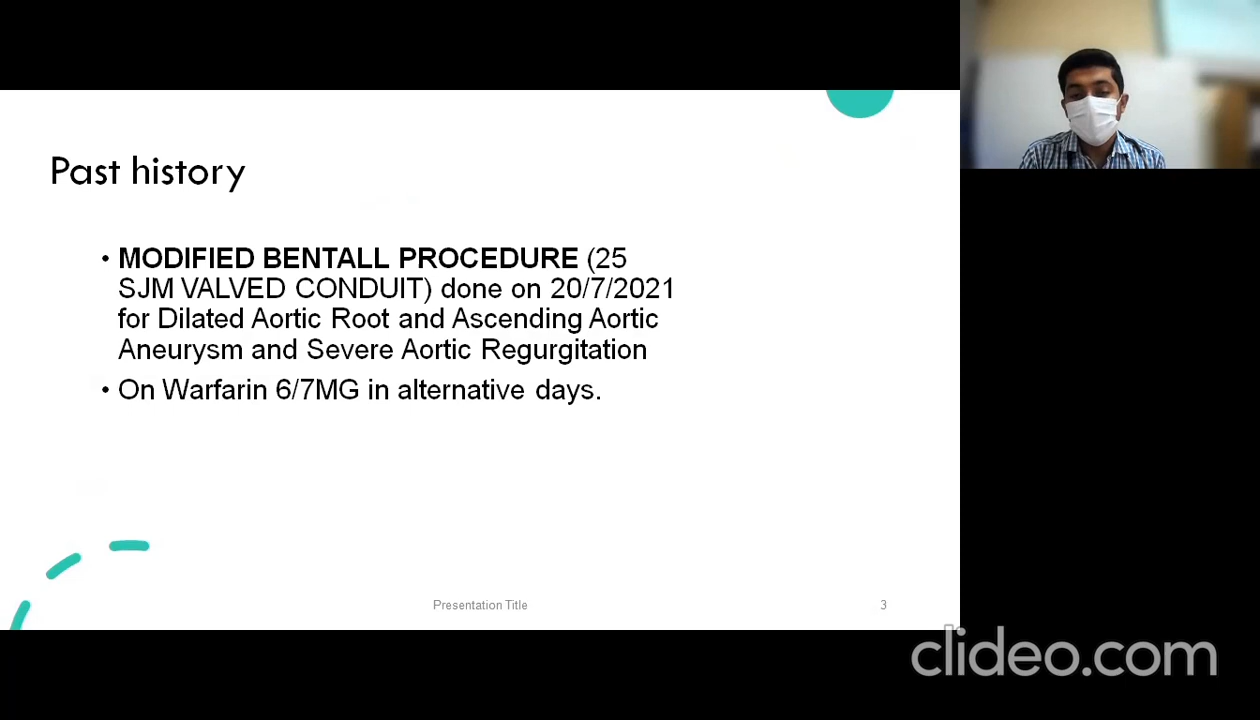 Past history
• MODIFIED BENTALL PROCEDURE (25
SJM VALVED CONDUIT) done on 20/7/2021
for Dilated Aortic Root and Ascending Aortic
Aneurysm and Severe Aortic Regurgitation
• On Warfarin 6/7MG in alternative days.
Presentation Title
3
clideo.com